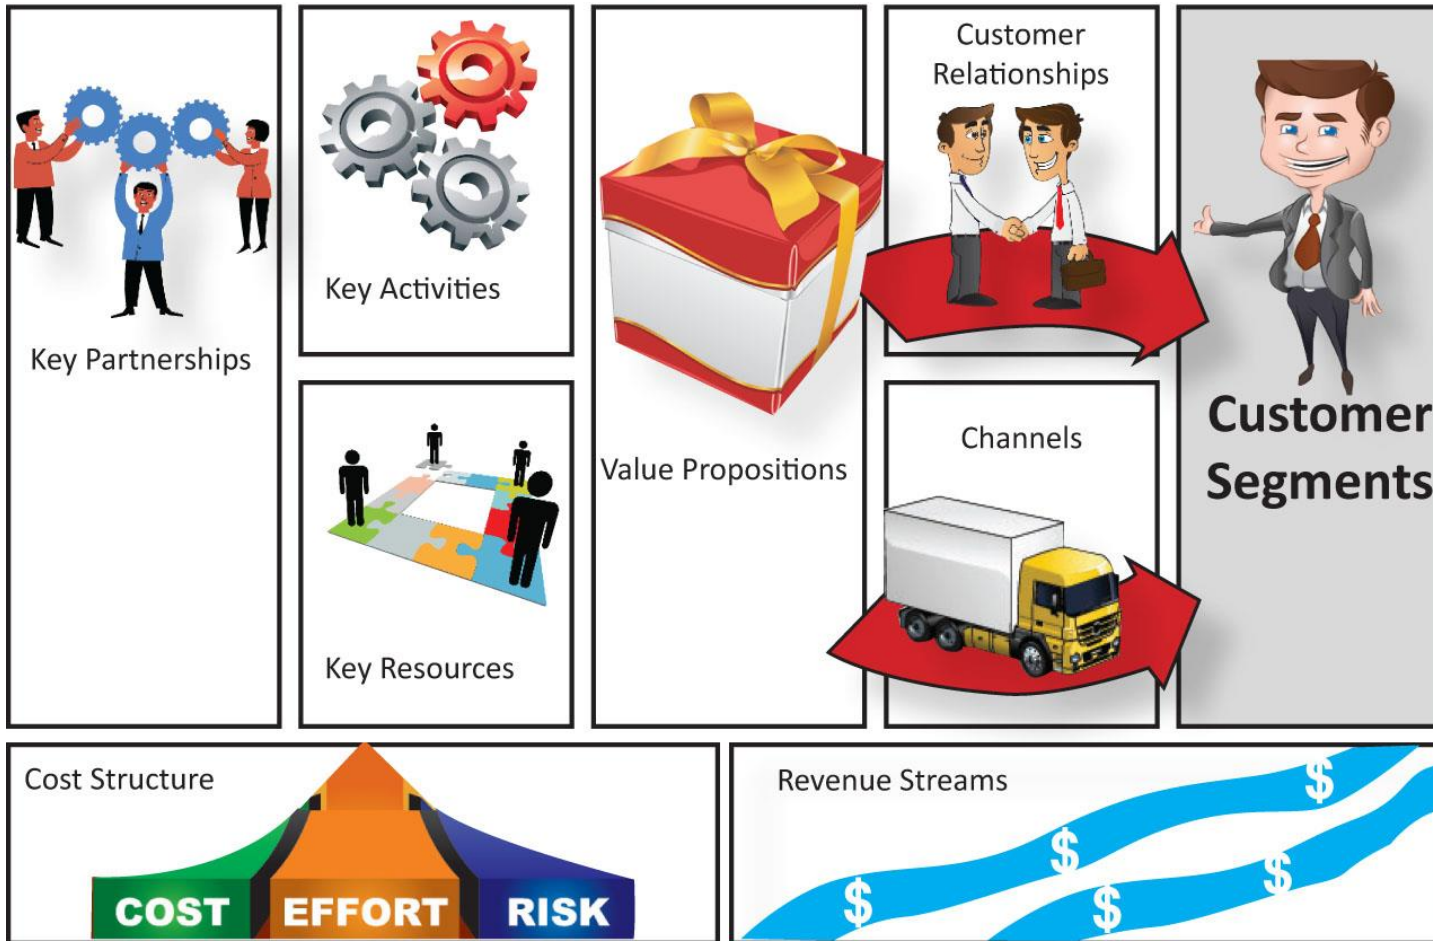 Key Partnerships
Key Activities
Key Resources
Value Propositions
Customer
Relationships
Channels
Customer
Segments
Cost Structure
COST
EFFORT
RISK
Revenue Streams
$
$
$
$
$